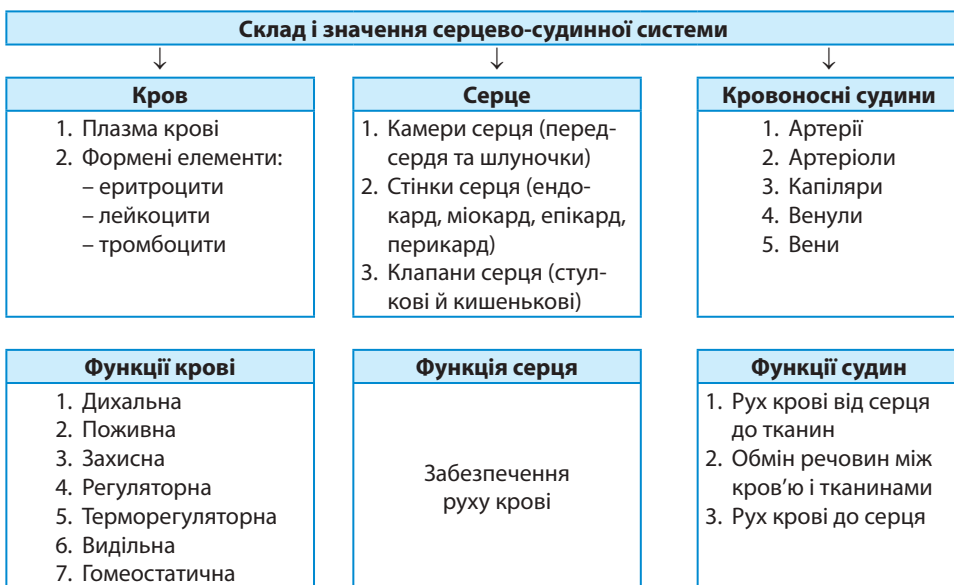 Склад і значення серцево-судинної системи
↓ ↓ ↓
Кров
1. Плазма крові
2. Формені елементи:
– еритроцити
– лейкоцити
– тромбоцити
Серце
1. Камери серця (перед-
сердя та шлуночки)
2. Стінки серця (ендо-
кард, міокард, епікард,
перикард)
3. Клапани серця (стул-
кові й кишенькові)
Кровоносні судини
1. Артерії
2. Артеріоли
3. Капіляри
4. Венули
5. Вени
Функції крові
1. Дихальна
2. Поживна
3. Захисна
4. Регуляторна
5. Терморегуляторна
6. Видільна
7. Гомеостатична
Функція серця
Забезпечення
руху крові
Функції судин
1. Рух крові від серця
до тканин
2. Обмін речовин між
кров’ю і тканинами
3. Рух крові до серця